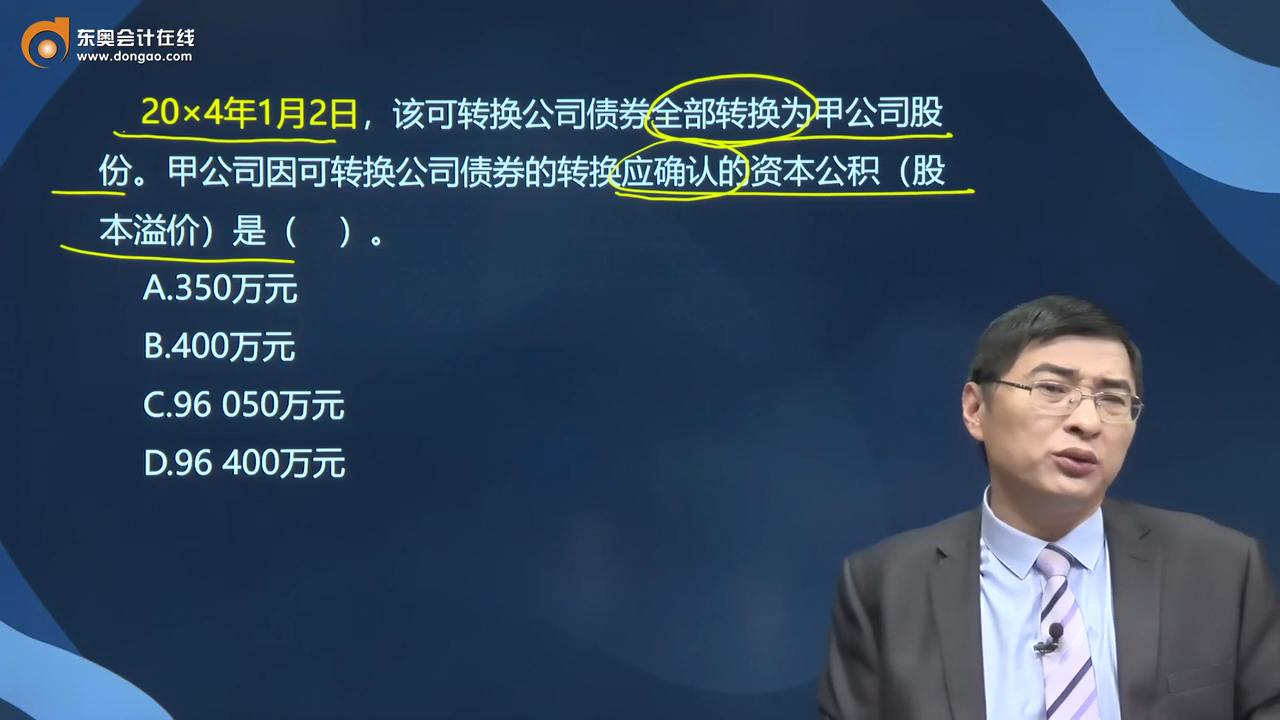 东奥会计在线
www.dongao.com
20×4年1月2日，该可转换公司债券全部转换为甲公司股
份。甲公司因可转换公司债券的转换应确认的资本公积（股
本溢价）是（ ）。
A.350万元
B.400万元
C.96 050万元
D.96 400万元